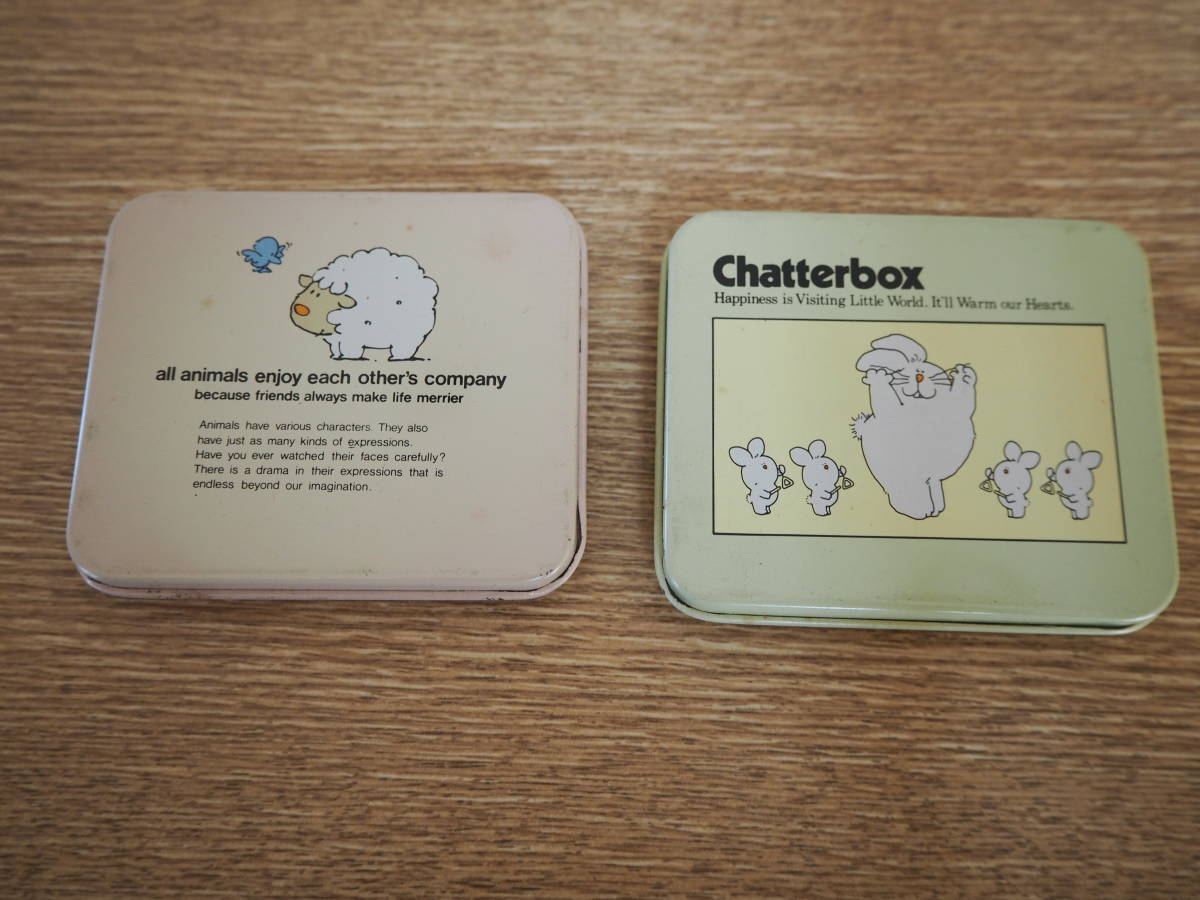 all animals enjoy each other's company
because friends always make life merrier
Animals have various characters. They also
have just as many kinds of expressions.
Have you ever watched their faces carefully?
There is a drama in their expressions that is
endless beyond our imagination.
Chatterbox
Happiness is Visiting Little World. It'll Warm our Hearts.